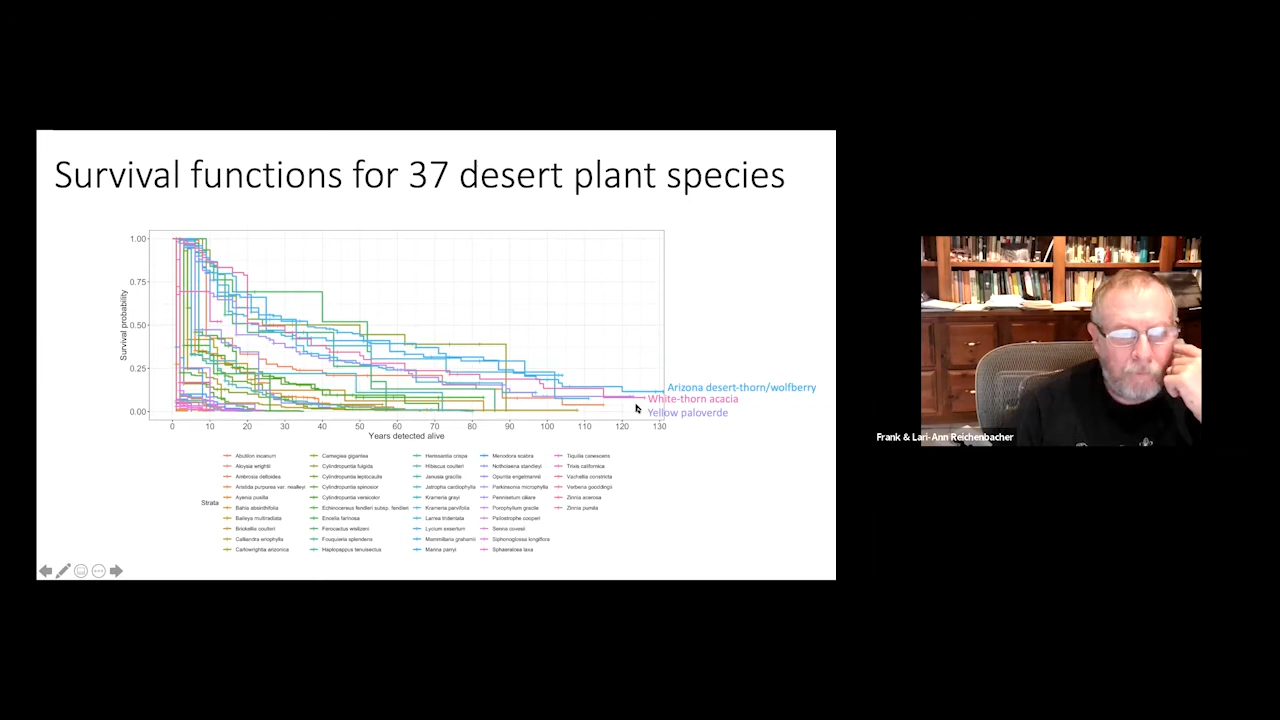 Survival functions for 37 desert plant species
1.00
0.75
0.50
0.25
0.00
Survival probability
0 10 20 30 40 50 60 70 80 90 100 110 120 130
Years detected alive
Arizona desert-thorn/wolfberry
White-thorn acacia
Yellow paloverde
Strata
Abutilon incanum
Aloysia wrightii
Ambrosia deltoidea
Aristida purpurea var. nealleyi
Ayenia pusilla
Bahia absinthifolia
Baileya multiradiata
Brickellia coulteri
Calliandra eriophylla
Carlowrightia arizonica
Carnegiea gigantea
Cylindropuntia fulgida
Cylindropuntia leptocaulis
Cylindropuntia spinosior
Cylindropuntia versicolor
Echinocereus fendleri subsp. fendleri
Encelia farinosa
Ferocactus wislizeni
Fouquieria splendens
Haplopappus tenuisectus
Herissantia crispa
Hibiscus coulteri
Janusia gracilis
Jatropha cardiophylla
Krameria grayi
Krameria parvifolia
Larrea tridentata
Lycium exsertum
Mammillaria grahamii
Marina parryi
Menodora scabra
Notholaena standleyi
Opuntia engelmannii
Parkinsonia microphylla
Pennisetum ciliare
Porophyllum gracile
Psilostrophe cooperi
Senna covesii
Siphonoglossa longiflora
Sphaeralcea laxa
Tiquilia canescens
Trixis californica
Vachellia constricta
Verbena gooddingii
Zinnia acerosa
Zinnia pumila
Frank & Lari-Ann Reichenbacher